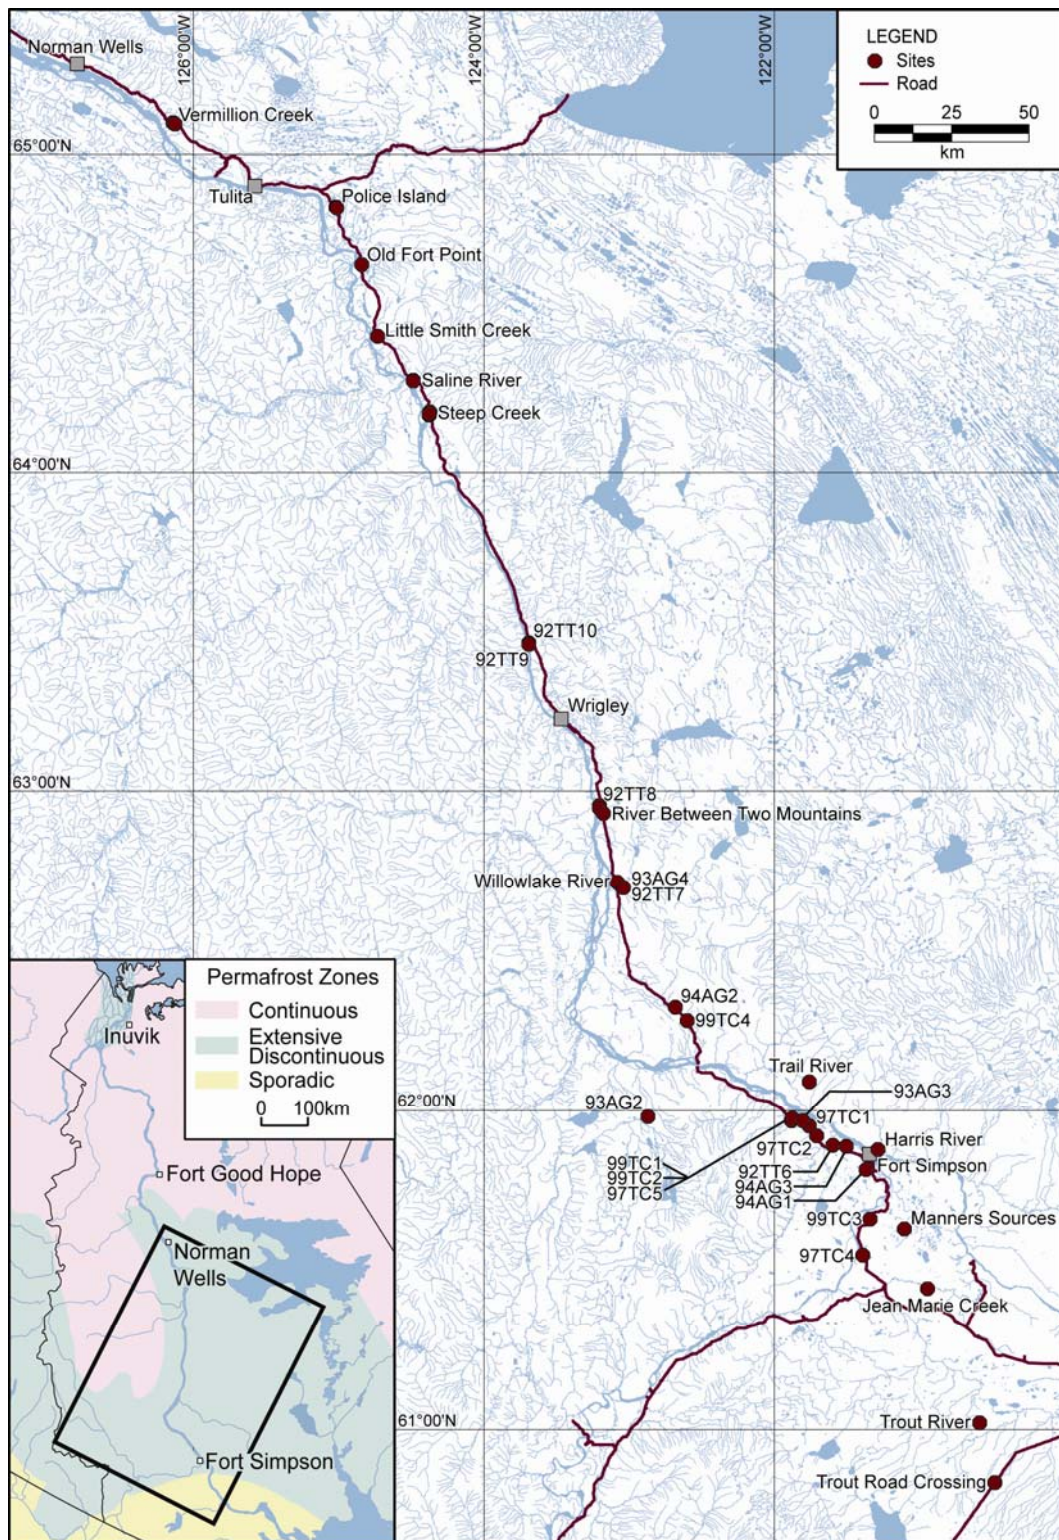 126°00'W
124°00'W
122°00'W
LEGEND
Sites
Road
0 25 50
km
Norman Wells
Vermillion Creek
65°00'N
Tulita
Police Island
Old Fort Point
Little Smith Creek
Saline River
Steep Creek
64°00'N
92TT10
92TT9
Wrigley
63°00'N
92TT8
River Between Two Mountains
Willowlake River
93AG4
92TT7
94AG2
99TC4
Trail River
93AG3
62°00'N
93AG2
97TC1
97TC2
Harris River
99TC1
99TC2
97TC5
92TT6
94AG3
94AG1
Fort Simpson
99TC3
Manners Sources
97TC4
Jean Marie Creek
61°00'N
Trout River
Trout Road Crossing
Permafrost Zones
Continuous
Extensive
Discontinuous
Sporadic
0 100km
Inuvik
Fort Good Hope
Norman
Wells
Fort Simpson